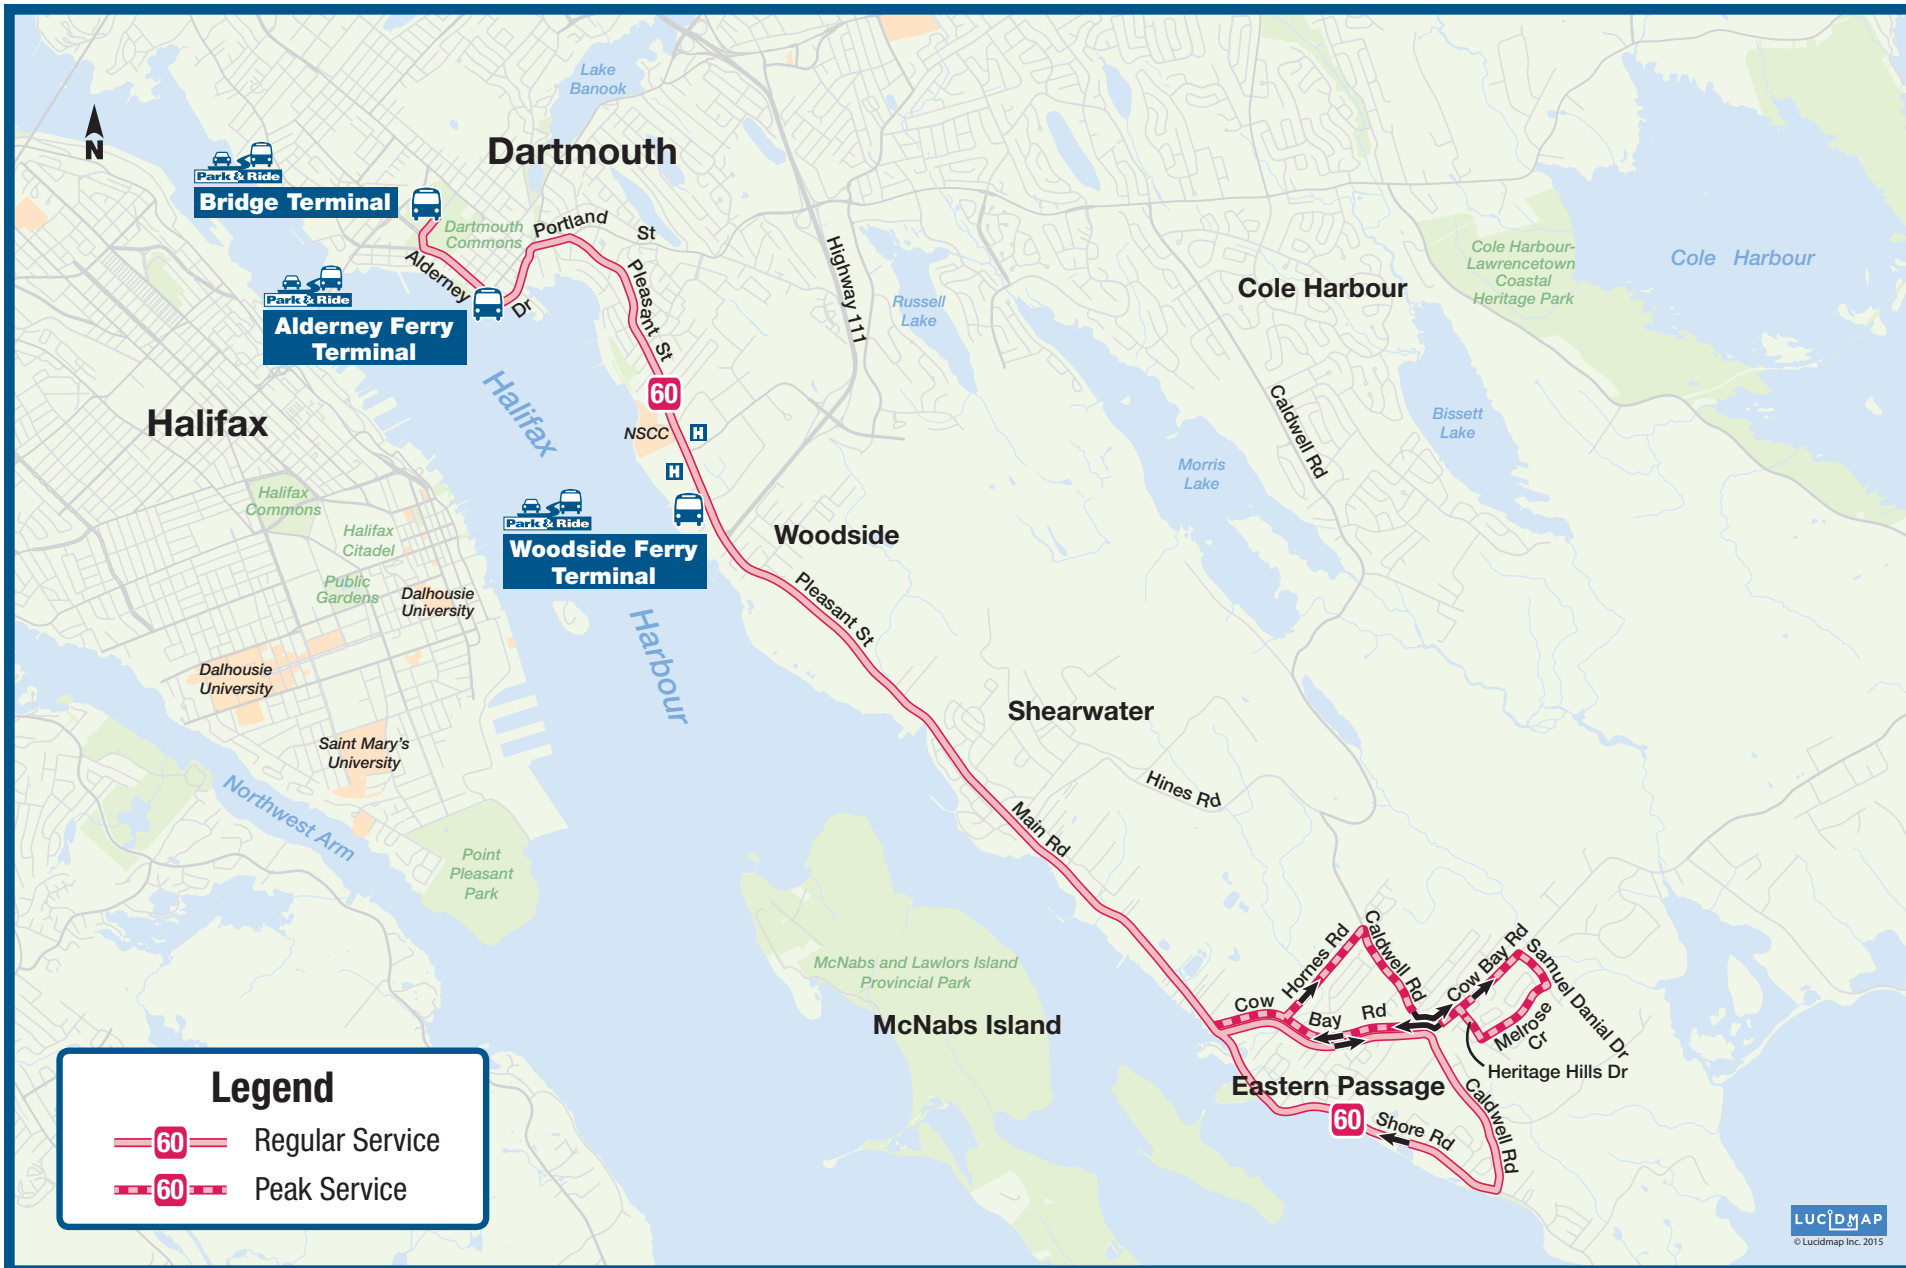 Lake
Banook
N
Dartmouth
Park & Ride
Bridge Terminal
Dartmouth
Commons
Portland
St
Alderney
Dr
Park & Ride
Alderney Ferry
Terminal
Pleasant St
Highway 111
Russell
Lake
Cole Harbour
Cole Harbour-
Lawrencetown
Coastal
Heritage Park
Cole Harbour
Halifax
Halifax
60
NSCC
H
H
Caldwell Rd
Bissett
Lake
Morris
Lake
Halifax
Commons
Halifax
Citadel
Public
Gardens
Dalhousie
University
Park & Ride
Woodside Ferry
Terminal
Woodside
Pleasant St
Harbour
Dalhousie
University
Saint Mary's
University
Shearwater
Hines Rd
Northwest Arm
Main Rd
Point
Pleasant
Park
McNabs and Lawlors Island
Provincial Park
McNabs Island
Hornes Rd
Caldwell Rd
Cow Bay Rd
Samuel Danial Dr
Cow
Bay
Rd
Melrose
Cr
Heritage Hills Dr
Eastern Passage
60
Shore Rd
Caldwell Rd
Legend
60 Regular Service
60 Peak Service
LUCIDMAP
© Lucidmap Inc. 2015